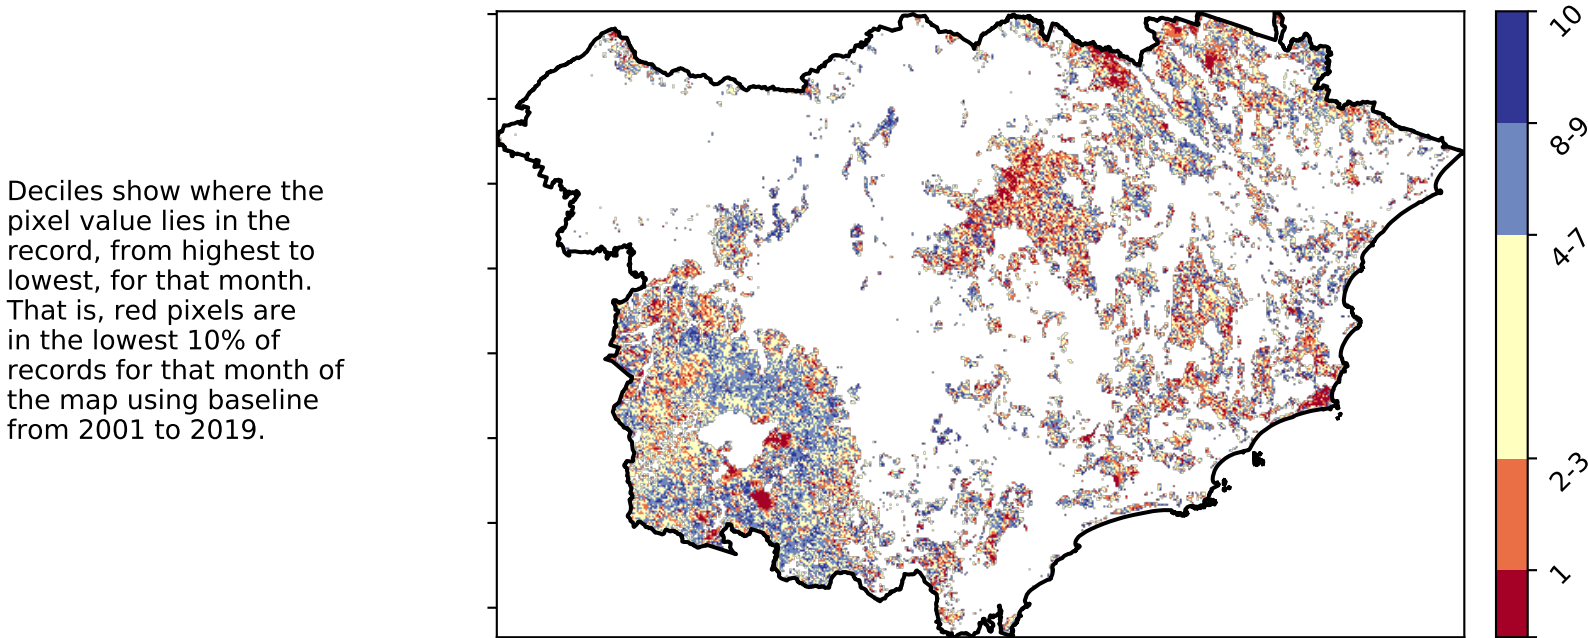 Deciles show where the
pixel value lies in the
record, from highest to
lowest, for that month.
That is, red pixels are
in the lowest 10% of
records for that month of
the map using baseline
from 2001 to 2019.
10
8-9
4-7
2-3
1